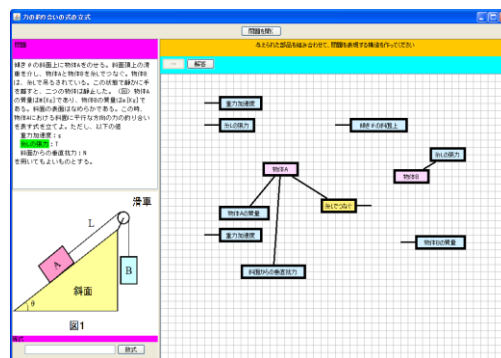 力の釣り合いの式の立式
問題を開く
問題
与えられた部品を組み合わせて、問題を表現する構造を作ってください
解答
傾きθの斜面上に物体Aをのせる。斜面頂上の滑
車を介し、物体Aと物体Bを糸Lでつなぐ。物体B
は、糸Lで吊るされている。この状態で静かに手
を離すと、二つの物体は静止した。(図1) 物体A
の質量はM[Kg]であり、物体Bの質量はm[Kg]で
ある。斜面の表面はなめらかである。この時、
物体Aにおける斜面に平行な方向の力の釣り合い
を表す式を立てよ。ただし、以下の値
重力加速度:g
糸Lの張力:T
斜面からの垂直抗力:N
を用いてもよいものとする。
重力加速度
糸Lの張力
傾きθの斜面上
糸Lの張力
物体A
物体B
物体Aの質量
糸Lでつなぐ
重力加速度
物体Bの質量
斜面からの垂直抗力
滑車
L
A
B
斜面
θ
図1
数式